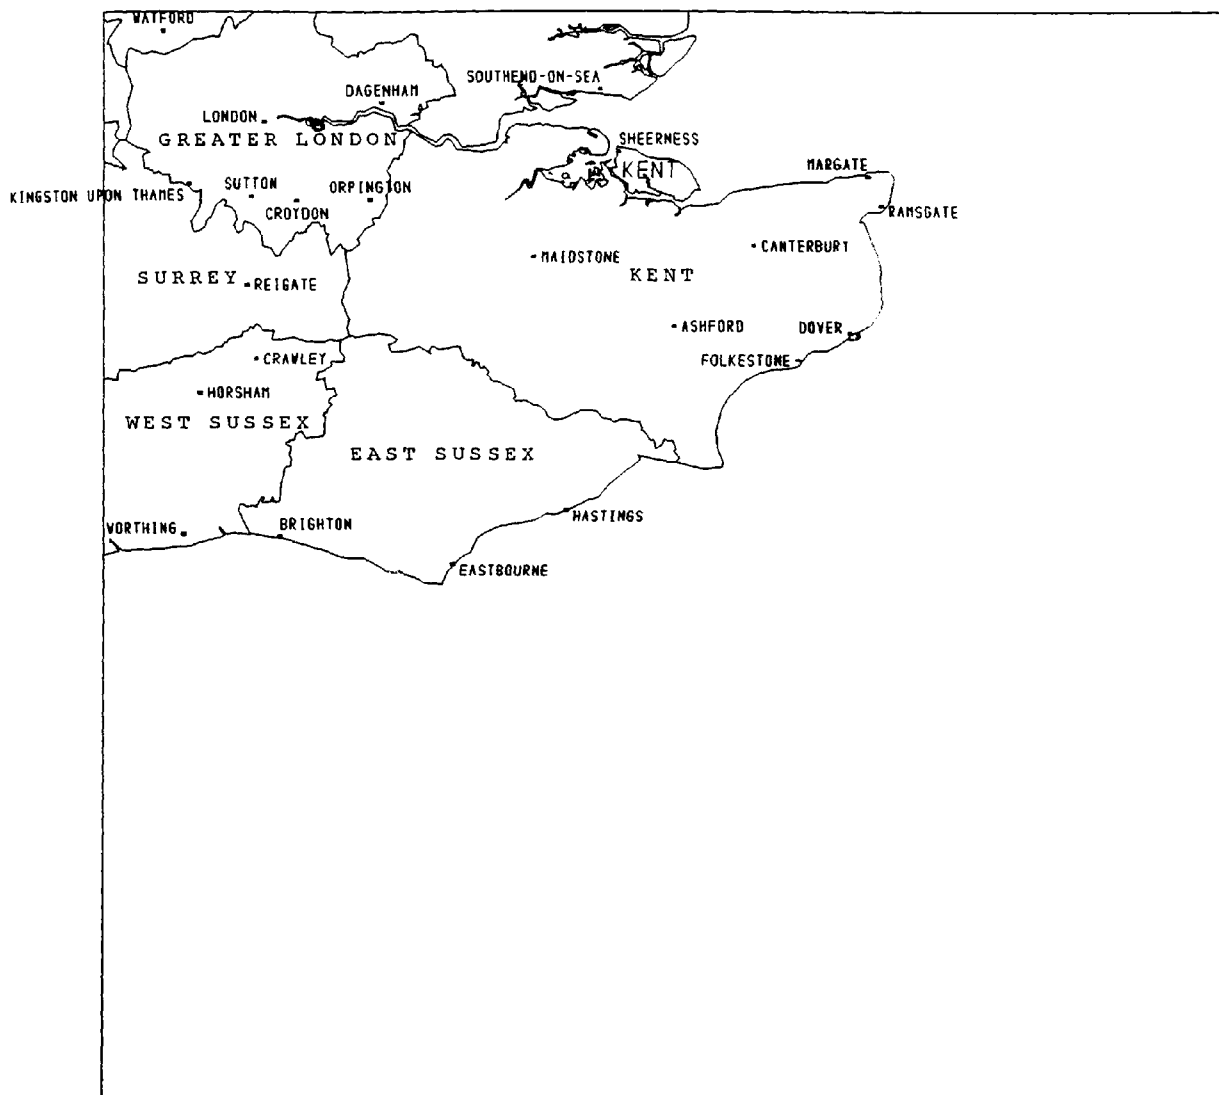 WATFORD
SOUTHEND-ON-SEA
DAGENHAM
LONDON
GREATER LONDON
SHEERNESS
KENT
MARGATE
KINGSTON UPON THAMES
SUTTON
ORPINGTON
CROYDON
RAMSGATE
CANTERBURY
MAIDSTONE
SURREY
REIGATE
KENT
ASHFORD
DOVER
CRAWLEY
FOLKESTONE
HORSHAM
WEST SUSSEX
EAST SUSSEX
HASTINGS
WORTHING
BRIGHTON
EASTBOURNE